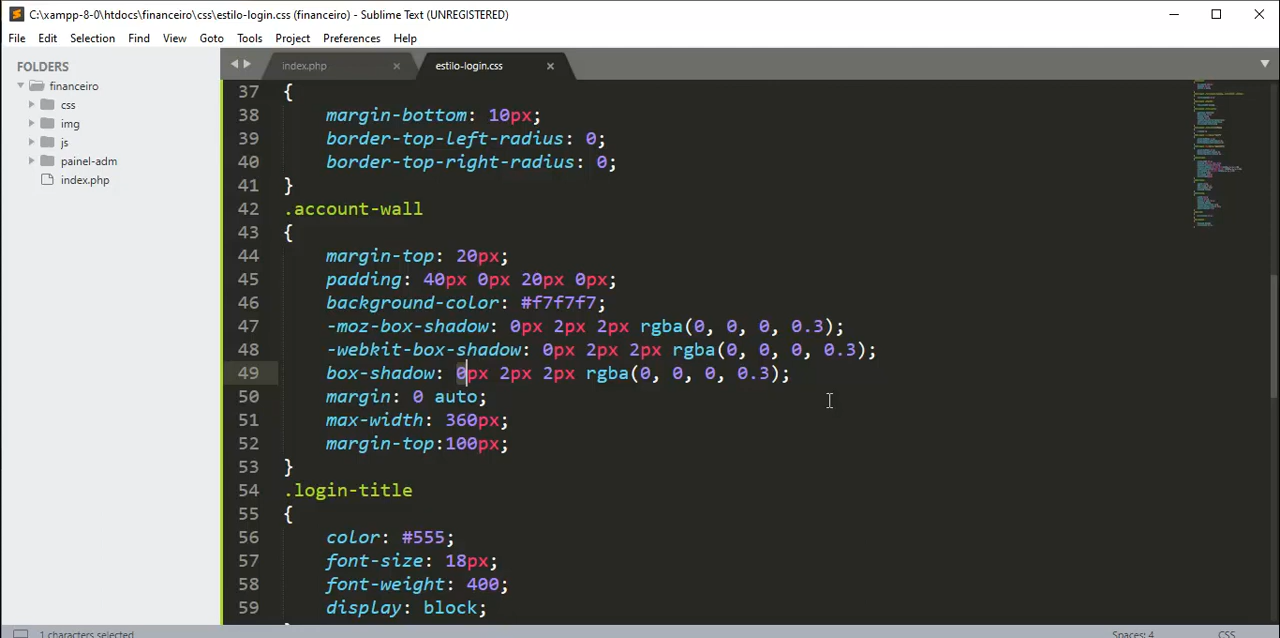 C:\xampp-8-0\htdocs\financeiro\css\estilo-login.css (financeiro) - Sublime Text (UNREGISTERED)
File Edit Selection Find View Goto Tools Project Preferences Help
FOLDERS
financeiro
css
img
js
painel-adm
index.php
index.php estilo-login.css
37 {
38 margin-bottom: 10px;
39 border-top-left-radius: 0;
40 border-top-right-radius: 0;
41 }
42 .account-wall
43 {
44 margin-top: 20px;
45 padding: 40px 0px 20px 0px;
46 background-color: #f7f7f7;
47 -moz-box-shadow: 0px 2px 2px rgba(0, 0, 0, 0.3);
48 -webkit-box-shadow: 0px 2px 2px rgba(0, 0, 0, 0.3);
49 box-shadow: 0px 2px 2px rgba(0, 0, 0, 0.3);
50 margin: 0 auto;
51 max-width: 360px;
52 margin-top:100px;
53 }
54 .login-title
55 {
56 color: #555;
57 font-size: 18px;
58 font-weight: 400;
59 display: block;
1 characters selected Spaces: 4 CSS